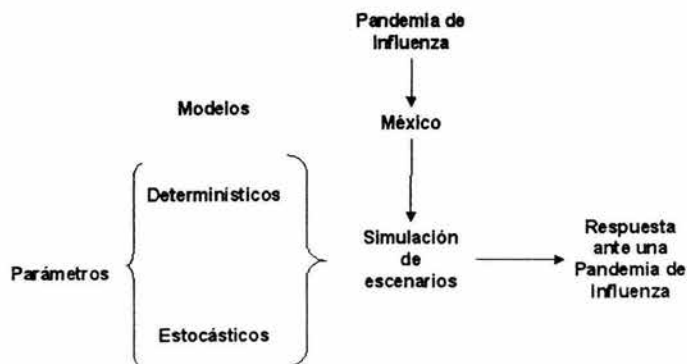 Pandemia de
Influenza
Modelos
México
Determinísticos
Parámetros
Estocásticos
Simulación
de
escenarios
Respuesta
ante una
Pandemia de
Influenza